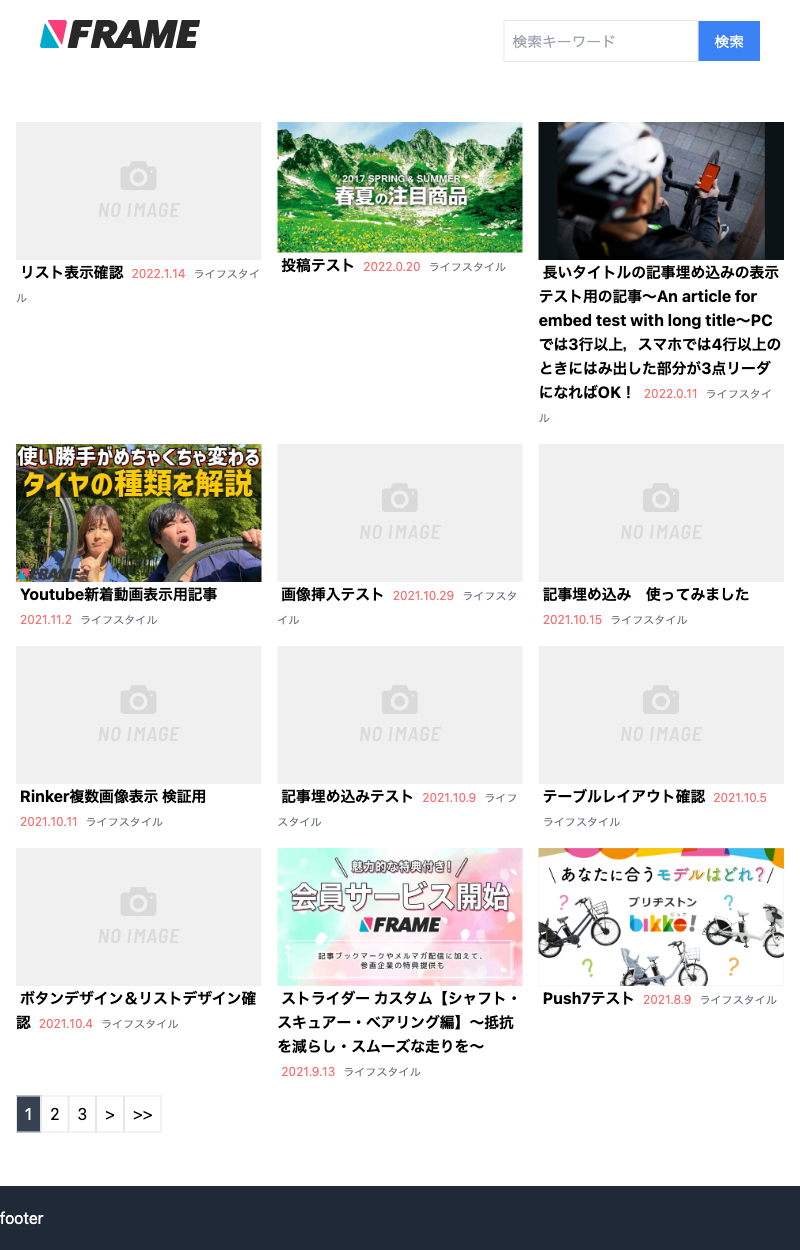 FRAME
検索キーワード
検索
NO IMAGE
リスト表示確認 2022.1.14 ライフスタイ
ル
2017 SPRING & SUMMER
春夏の注目商品
投稿テスト 2022.0.20 ライフスタイル
長いタイトルの記事埋め込みの表示
テスト用の記事〜An article for
embed test with long title〜PC
では3行以上，スマホでは4行以上の
ときにはみ出した部分が3点リーダ
になればOK！ 2022.0.11 ライフスタイ
ル
使い勝手がめちゃくちゃ変わる
タイヤの種類を解説
FRAME
Youtube新着動画表示用記事
2021.11.2 ライフスタイル
NO IMAGE
画像挿入テスト 2021.10.29 ライフスタ
イル
NO IMAGE
記事埋め込み　使ってみました
2021.10.15 ライフスタイル
NO IMAGE
Rinker複数画像表示 検証用
2021.10.11 ライフスタイル
NO IMAGE
記事埋め込みテスト 2021.10.9 ライフ
スタイル
NO IMAGE
テーブルレイアウト確認 2021.10.5
ライフスタイル
NO IMAGE
ボタンデザイン＆リストデザイン確
認 2021.10.4 ライフスタイル
魅力的な特典付き！
会員サービス開始
FRAME
記事ブックマークやメルマガ配信に加えて、
参画企業の特典提供も
ストライダー カスタム【シャフト・
スキュアー・ベアリング編】〜抵抗
を減らし・スムーズな走りを〜
2021.9.13 ライフスタイル
あなたに合うモデルはどれ？
ブリヂストン
bikke!
Push7テスト 2021.8.9 ライフスタイル
1 2 3 > >>
footer